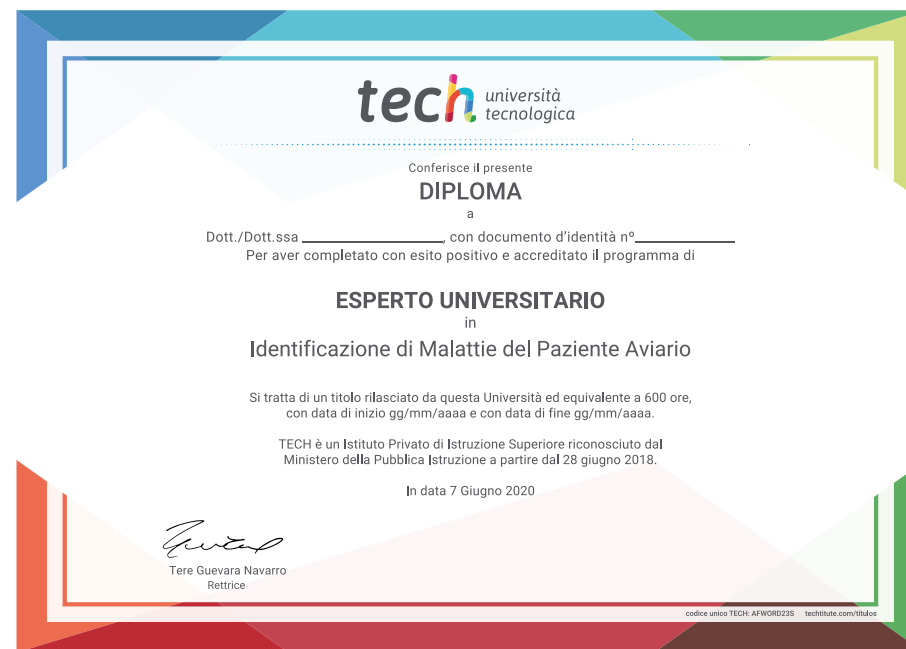 tech università
tecnologica
Conferisce il presente
DIPLOMA
a
Dott./Dott.ssa ________________, con documento d'identità nº____________
Per aver completato con esito positivo e accreditato il programma di
ESPERTO UNIVERSITARIO
in
Identificazione di Malattie del Paziente Aviario
Si tratta di un titolo rilasciato da questa Università ed equivalente a 600 ore,
con data di inizio gg/mm/aaaa e con data di fine gg/mm/aaaa.
TECH è un Istituto Privato di Istruzione Superiore riconosciuto dal
Ministero della Pubblica Istruzione a partire dal 28 giugno 2018.
In data 7 Giugno 2020
Tere Guevara Navarro
Rettrice
codice unico TECH: AFWORD23S techtitute.com/titulos